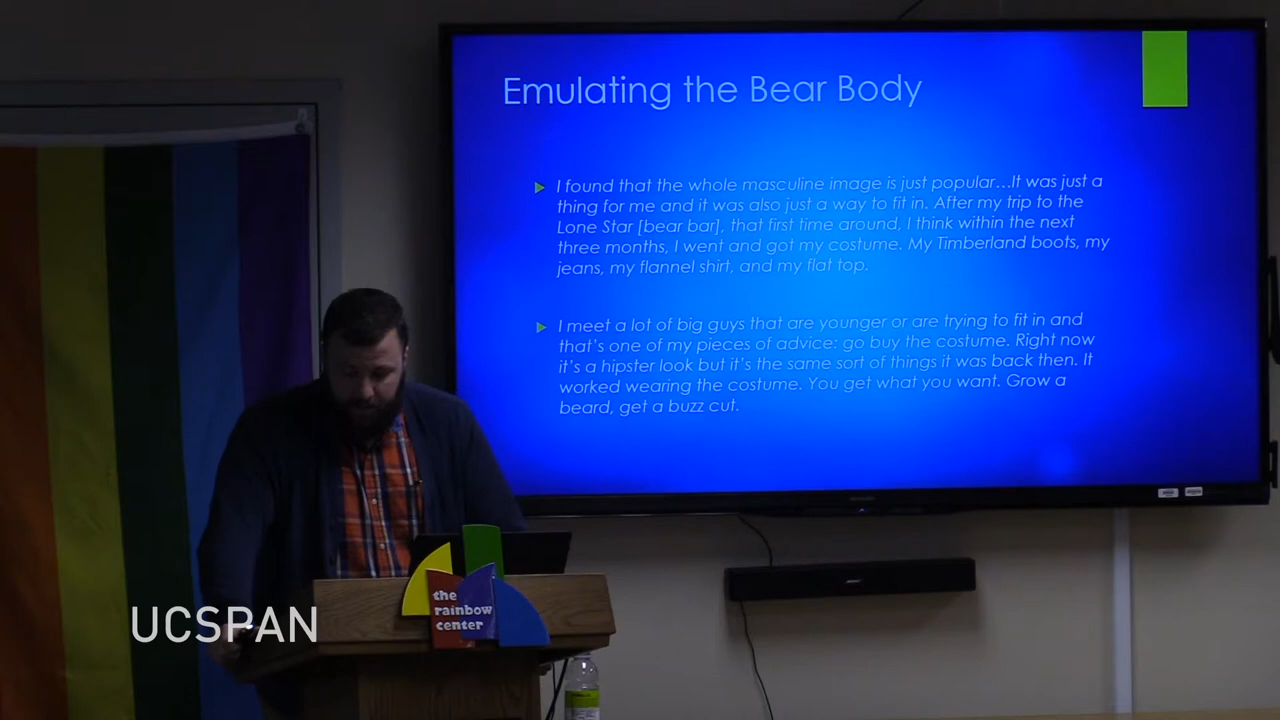 Emulating the Bear Body
I found that the whole masculine image is just popular...It was just a
thing for me and it was also just a way to fit in. After my trip to the
Lone Star [bear bar], that first time around, I think within the next
three months, I went and got my costume. My Timberland boots, my
jeans, my flannel shirt, and my flat top.
I meet a lot of big guys that are younger or are trying to fit in and
that's one of my pieces of advice: go buy the costume. Right now
it's a hipster look but it's the same sort of things it was back then. It
worked wearing the costume. You get what you want. Grow a
beard, get a buzz cut.
the
rainbow
center
UCSPAN